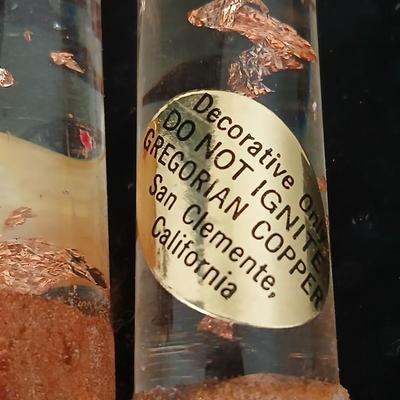 Decorative Only
DO NOT IGNITE
GREGORIAN COPPER
San Clemente,
California